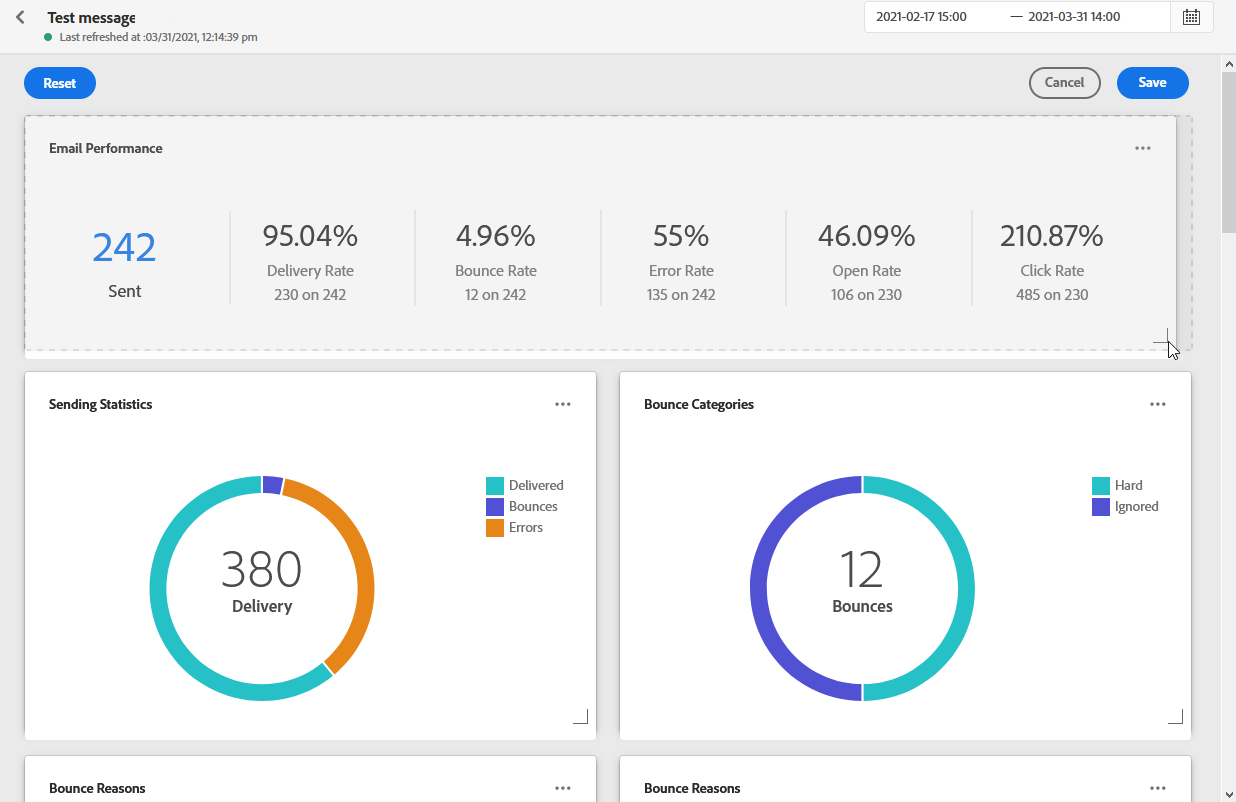 Test message
2021-02-17 15:00 — 2021-03-31 14:00
Last refreshed at :03/31/2021, 12:14:39 pm
Reset
Cancel
Save
Email Performance
242
Sent
95.04%
Delivery Rate
230 on 242
4.96%
Bounce Rate
12 on 242
55%
Error Rate
135 on 242
46.09%
Open Rate
106 on 230
210.87%
Click Rate
485 on 230
Sending Statistics
Delivered
Bounces
Errors
380
Delivery
Bounce Categories
Hard
Ignored
12
Bounces
Bounce Reasons
Bounce Reasons